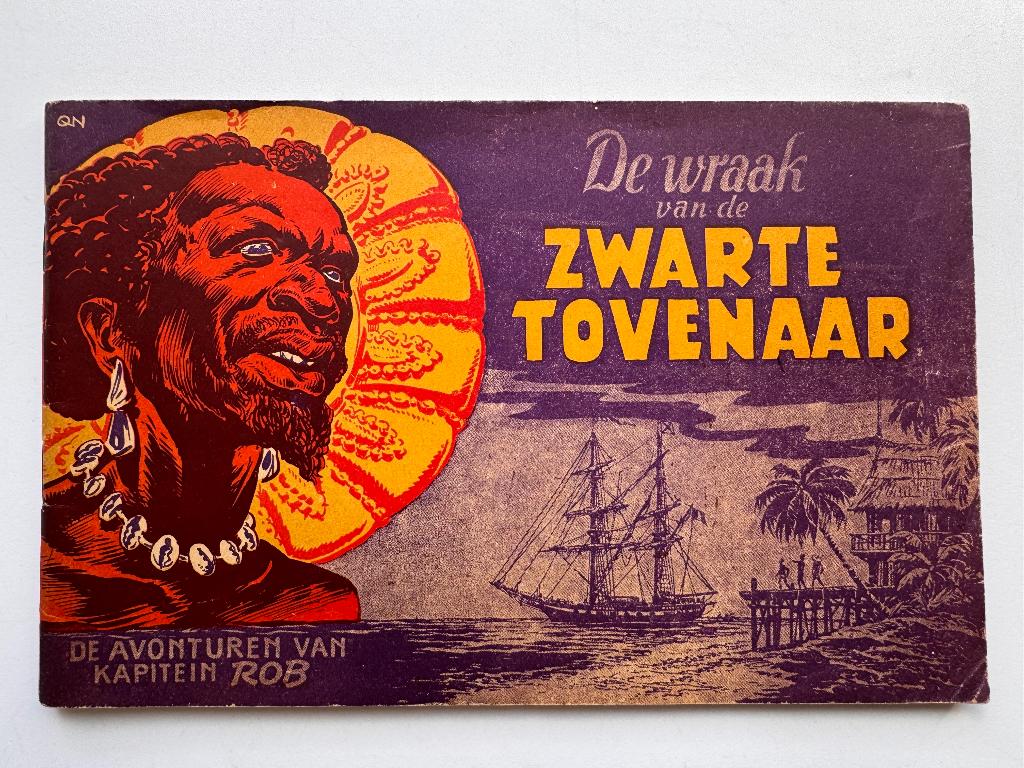 QN
De wraak
van de
ZWARTE
TOVENAAR
DE AVONTUREN VAN
KAPITEIN ROB